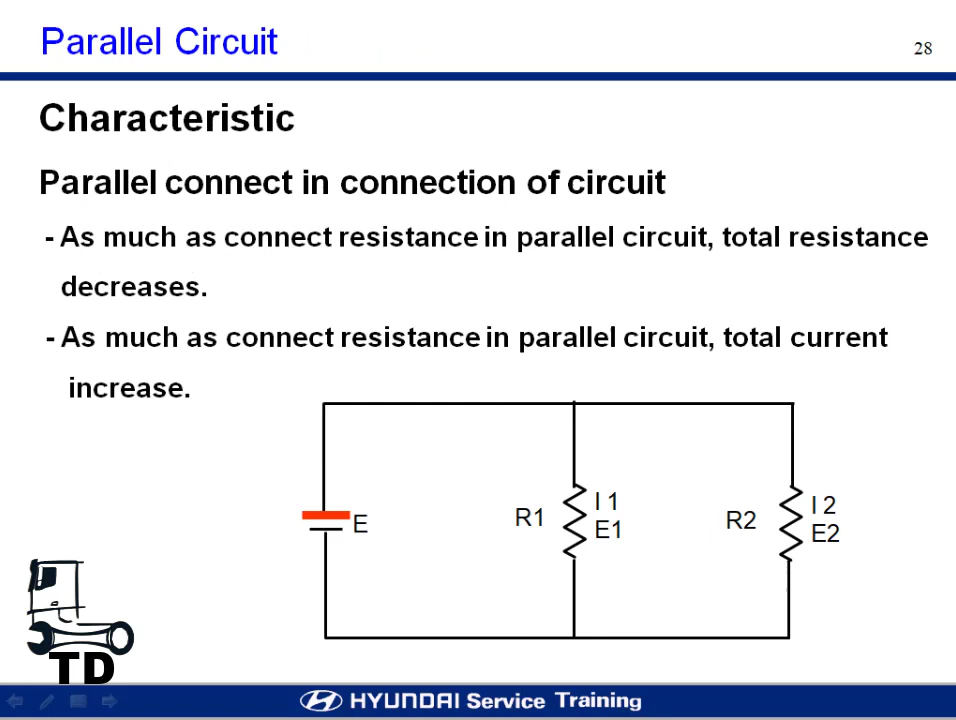 Parallel Circuit
28
Characteristic
Parallel connect in connection of circuit
- As much as connect resistance in parallel circuit, total resistance
decreases.
- As much as connect resistance in parallel circuit, total current
increase.
E
R1
I 1
E1
R2
I 2
E2
TD
HYUNDAI Service Training